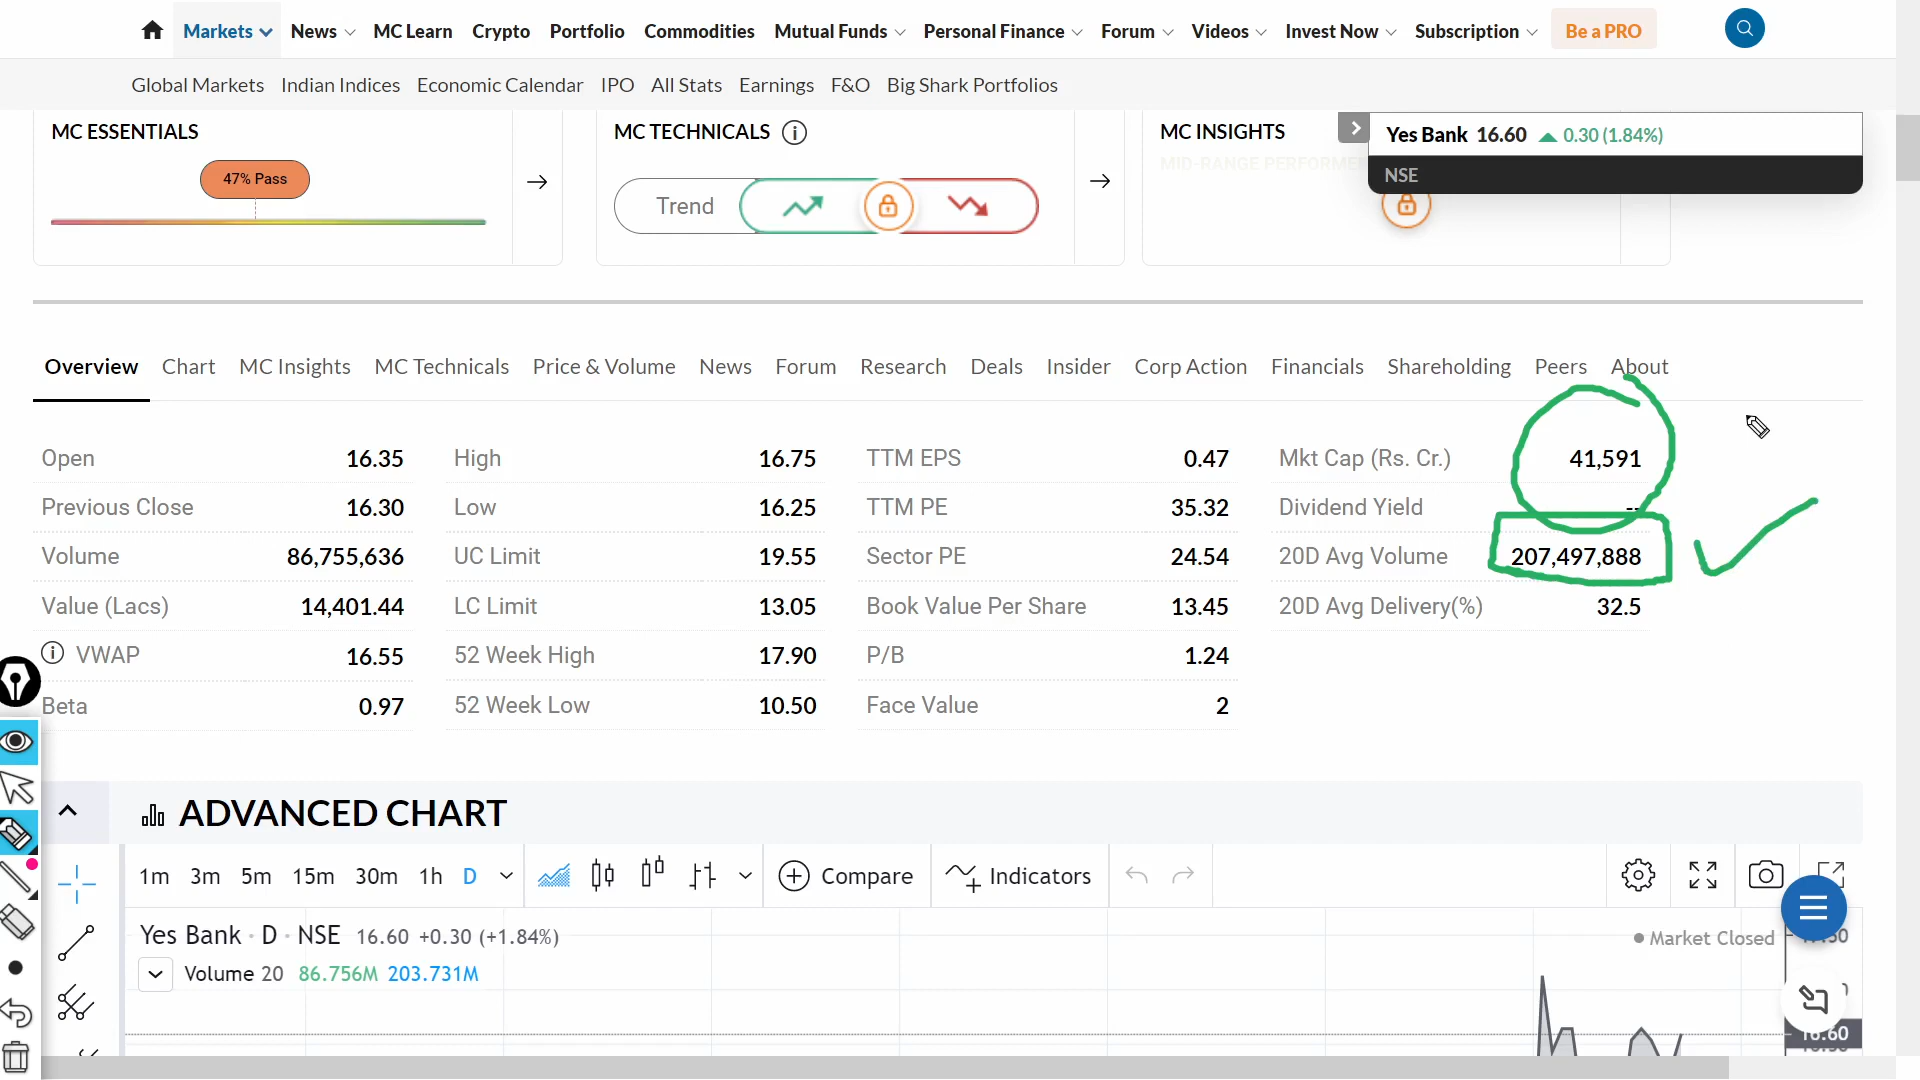 Markets News MC Learn Crypto Portfolio Commodities Mutual Funds Personal Finance Forum Videos Invest Now Subscription Be a PRO
Global Markets Indian Indices Economic Calendar IPO All Stats Earnings F&O Big Shark Portfolios
MC ESSENTIALS
47% Pass
MC TECHNICALS
Trend
MC INSIGHTS
Yes Bank 16.60 0.30 (1.84%)
NSE
Overview Chart MC Insights MC Technicals Price & Volume News Forum Research Deals Insider Corp Action Financials Shareholding Peers About
Open 16.35 High 16.75 TTM EPS 0.47 Mkt Cap (Rs. Cr.) 41,591
Previous Close 16.30 Low 16.25 TTM PE 35.32 Dividend Yield --
Volume 86,755,636 UC Limit 19.55 Sector PE 24.54 20D Avg Volume 207,497,888
Value (Lacs) 14,401.44 LC Limit 13.05 Book Value Per Share 13.45 20D Avg Delivery(%) 32.5
VWAP 16.55 52 Week High 17.90 P/B 1.24
Beta 0.97 52 Week Low 10.50 Face Value 2
ADVANCED CHART
1m 3m 5m 15m 30m 1h D Compare Indicators
Yes Bank · D · NSE 16.60 +0.30 (+1.84%)
Market Closed
Volume 20 86.756M 203.731M
16.60